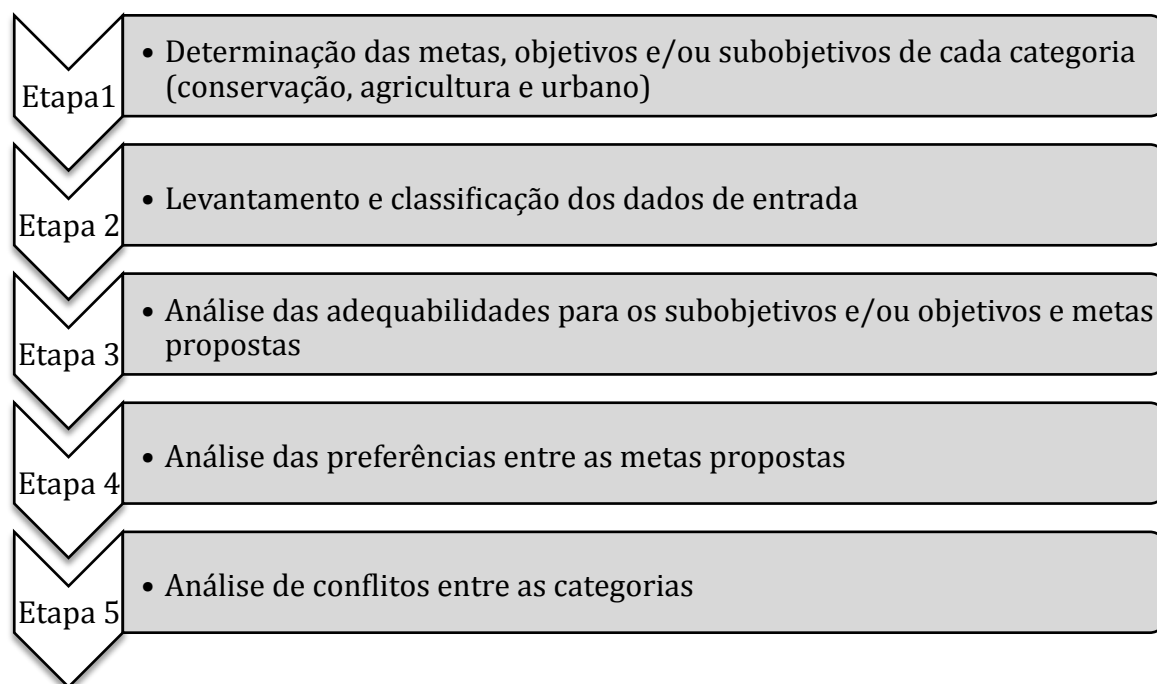 Etapa1
• Determinação das metas, objetivos e/ou subobjetivos de cada categoria
(conservação, agricultura e urbano)
Etapa 2
• Levantamento e classificação dos dados de entrada
Etapa 3
• Análise das adequabilidades para os subobjetivos e/ou objetivos e metas
propostas
Etapa 4
• Análise das preferências entre as metas propostas
Etapa 5
• Análise de conflitos entre as categorias